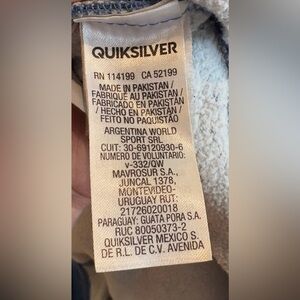 QUIKSILVER
RN 114199 CA 52199
MADE IN PAKISTAN /
FABRIQUÉ AU PAKISTAN /
FABRICADO EN PAKISTÁN
/ HECHO EN PAKISTÁN /
FEITO NO PAQUISTÃO
ARGENTINA WORLD
SPORT SRL
CUIT: 30-69120930-6
NUMERO DE VOLUNTARIO:
V-332/QW
MAVROSUR S.A.,
JUNCAL 1378,
MONTEVIDEO-
URUGUAY RUT:
21726020018
PARAGUAY: GUATA PORA S.A.
RUC 80050373-2
QUIKSILVER MEXICO S.
DE R.L. DE C.V. AVENIDA